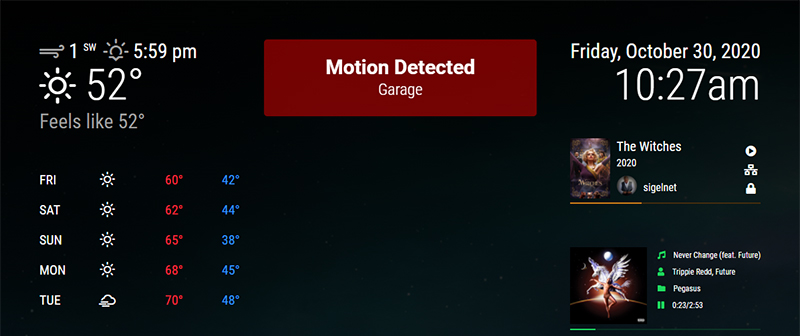 1 SW 5:59 pm
52°
Feels like 52°
Motion Detected
Garage
Friday, October 30, 2020
10:27am
The Witches
2020
sigelnet
FRI 60° 42°
SAT 62° 44°
SUN 65° 38°
MON 68° 45°
TUE 70° 48°
Never Change (feat. Future)
Trippie Redd, Future
Pegasus
0:23/2:53